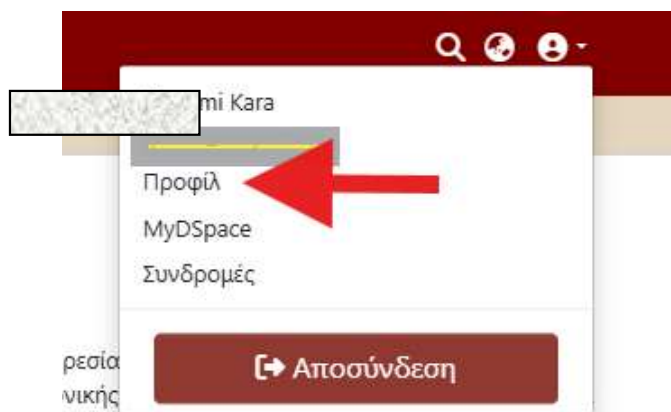 mi Kara
Προφίλ
MyDSpace
Συνδρομές
ρεσία
νικής
Αποσύνδεση